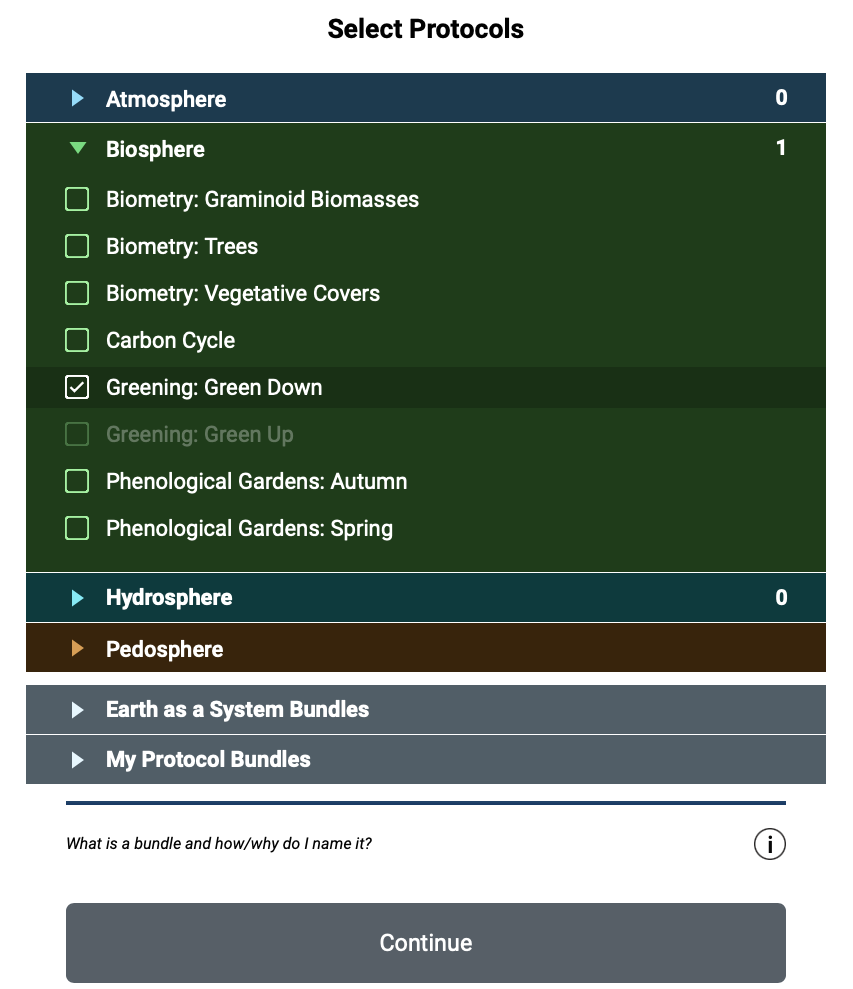 Select Protocols
Atmosphere 0
Biosphere 1
Biometry: Graminoid Biomasses
Biometry: Trees
Biometry: Vegetative Covers
Carbon Cycle
Greening: Green Down
Greening: Green Up
Phenological Gardens: Autumn
Phenological Gardens: Spring
Hydrosphere 0
Pedosphere
Earth as a System Bundles
My Protocol Bundles
What is a bundle and how/why do I name it? i
Continue